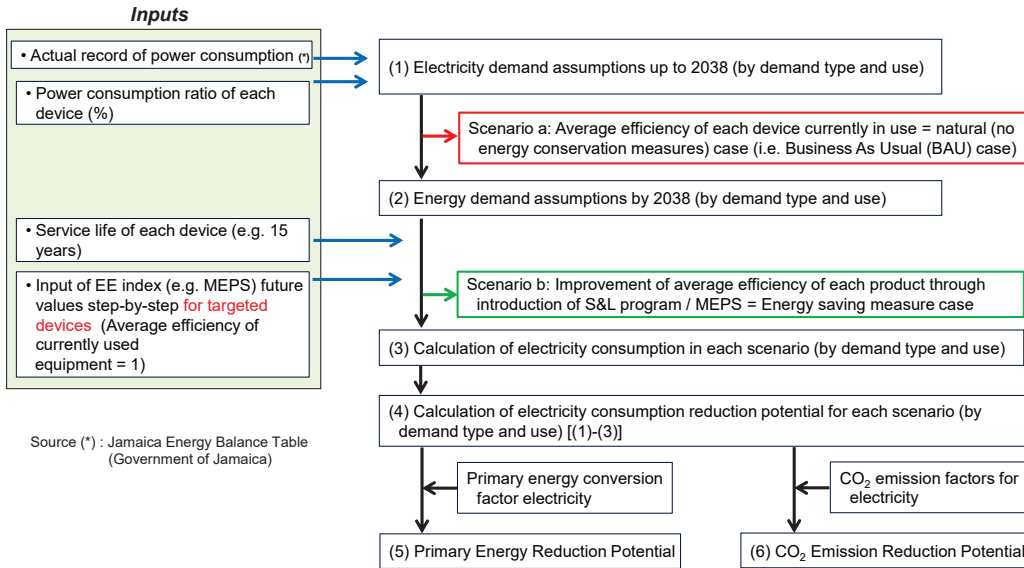 Inputs
• Actual record of power consumption (*)
• Power consumption ratio of each
device (%)
• Service life of each device (e.g. 15
years)
• Input of EE index (e.g. MEPS) future
values step-by-step for targeted
devices (Average efficiency of
currently used
equipment = 1)
Source (*) : Jamaica Energy Balance Table
(Government of Jamaica)
(1) Electricity demand assumptions up to 2038 (by demand type and use)
Scenario a: Average efficiency of each device currently in use = natural (no
energy conservation measures) case (i.e. Business As Usual (BAU) case)
(2) Energy demand assumptions by 2038 (by demand type and use)
Scenario b: Improvement of average efficiency of each product through
introduction of S&L program / MEPS = Energy saving measure case
(3) Calculation of electricity consumption in each scenario (by demand type and use)
(4) Calculation of electricity consumption reduction potential for each scenario (by
demand type and use) [(1)-(3)]
Primary energy conversion
factor electricity
CO2 emission factors for
electricity
(5) Primary Energy Reduction Potential
(6) CO2 Emission Reduction Potential